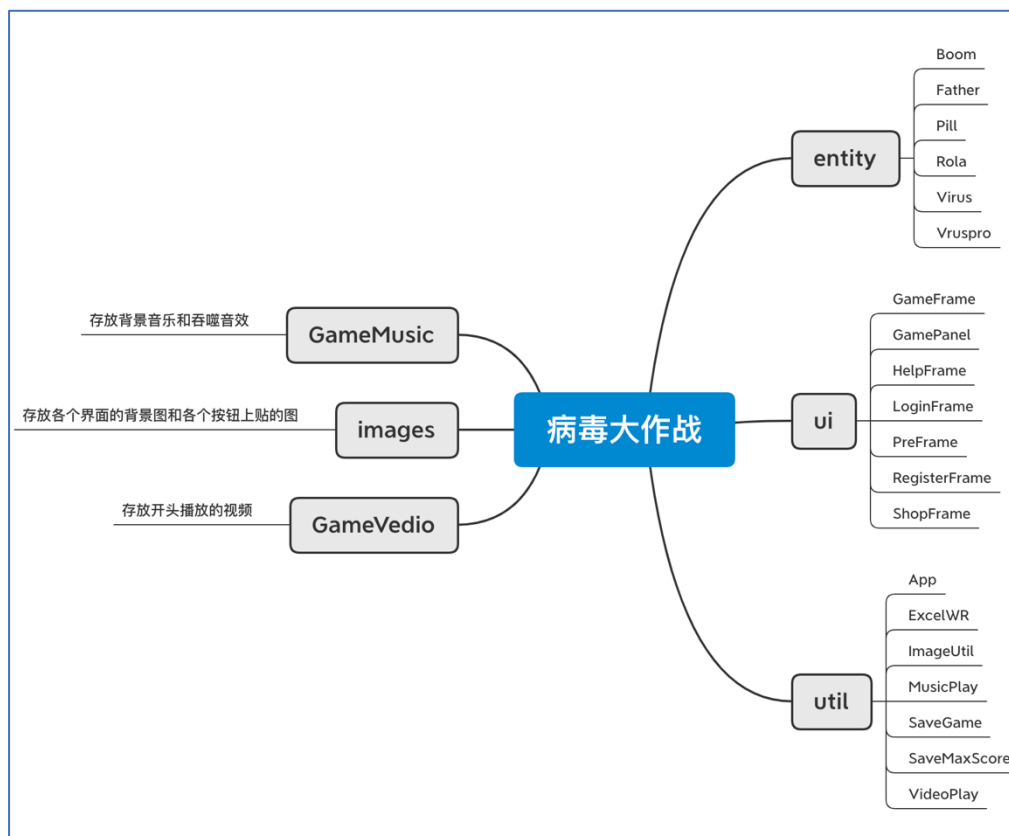 病毒大作战
entity
Boom
Father
Pill
Rola
Virus
Vruspro
ui
GameFrame
GamePanel
HelpFrame
LoginFrame
PreFrame
RegisterFrame
ShopFrame
util
App
ExcelWR
ImageUtil
MusicPlay
SaveGame
SaveMaxScore
VideoPlay
GameMusic
存放背景音乐和吞噬音效
images
存放各个界面的背景图和各个按钮上贴的图
GameVedio
存放开头播放的视频